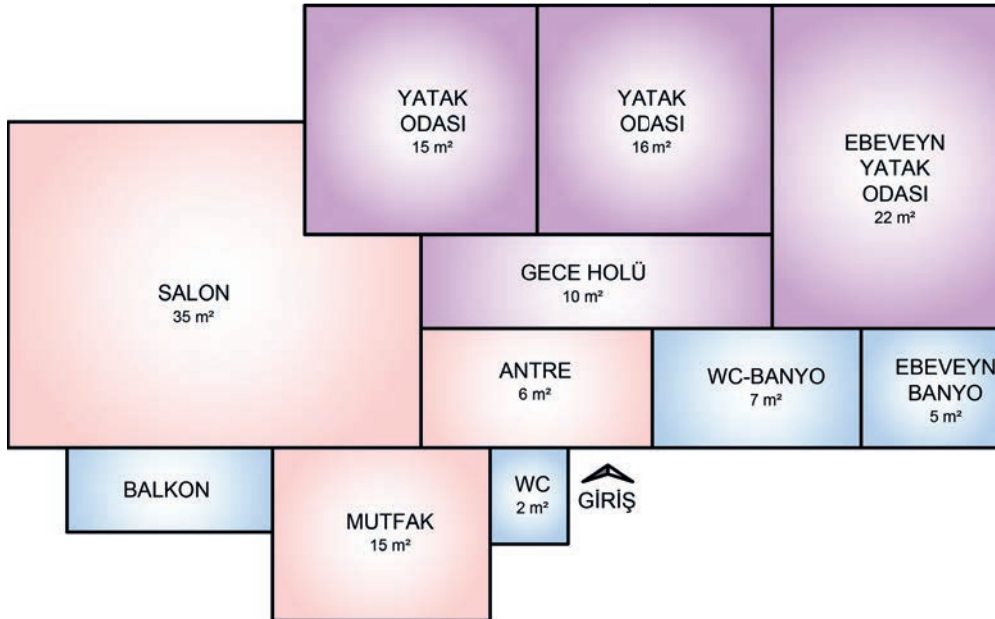 YATAK
ODASI
15 m²
YATAK
ODASI
16 m²
EBEVEYN
YATAK
ODASI
22 m²
SALON
35 m²
GECE HOLÜ
10 m²
ANTRE
6 m²
WC-BANYO
7 m²
EBEVEYN
BANYO
5 m²
BALKON
MUTFAK
15 m²
WC
2 m²
GİRİŞ